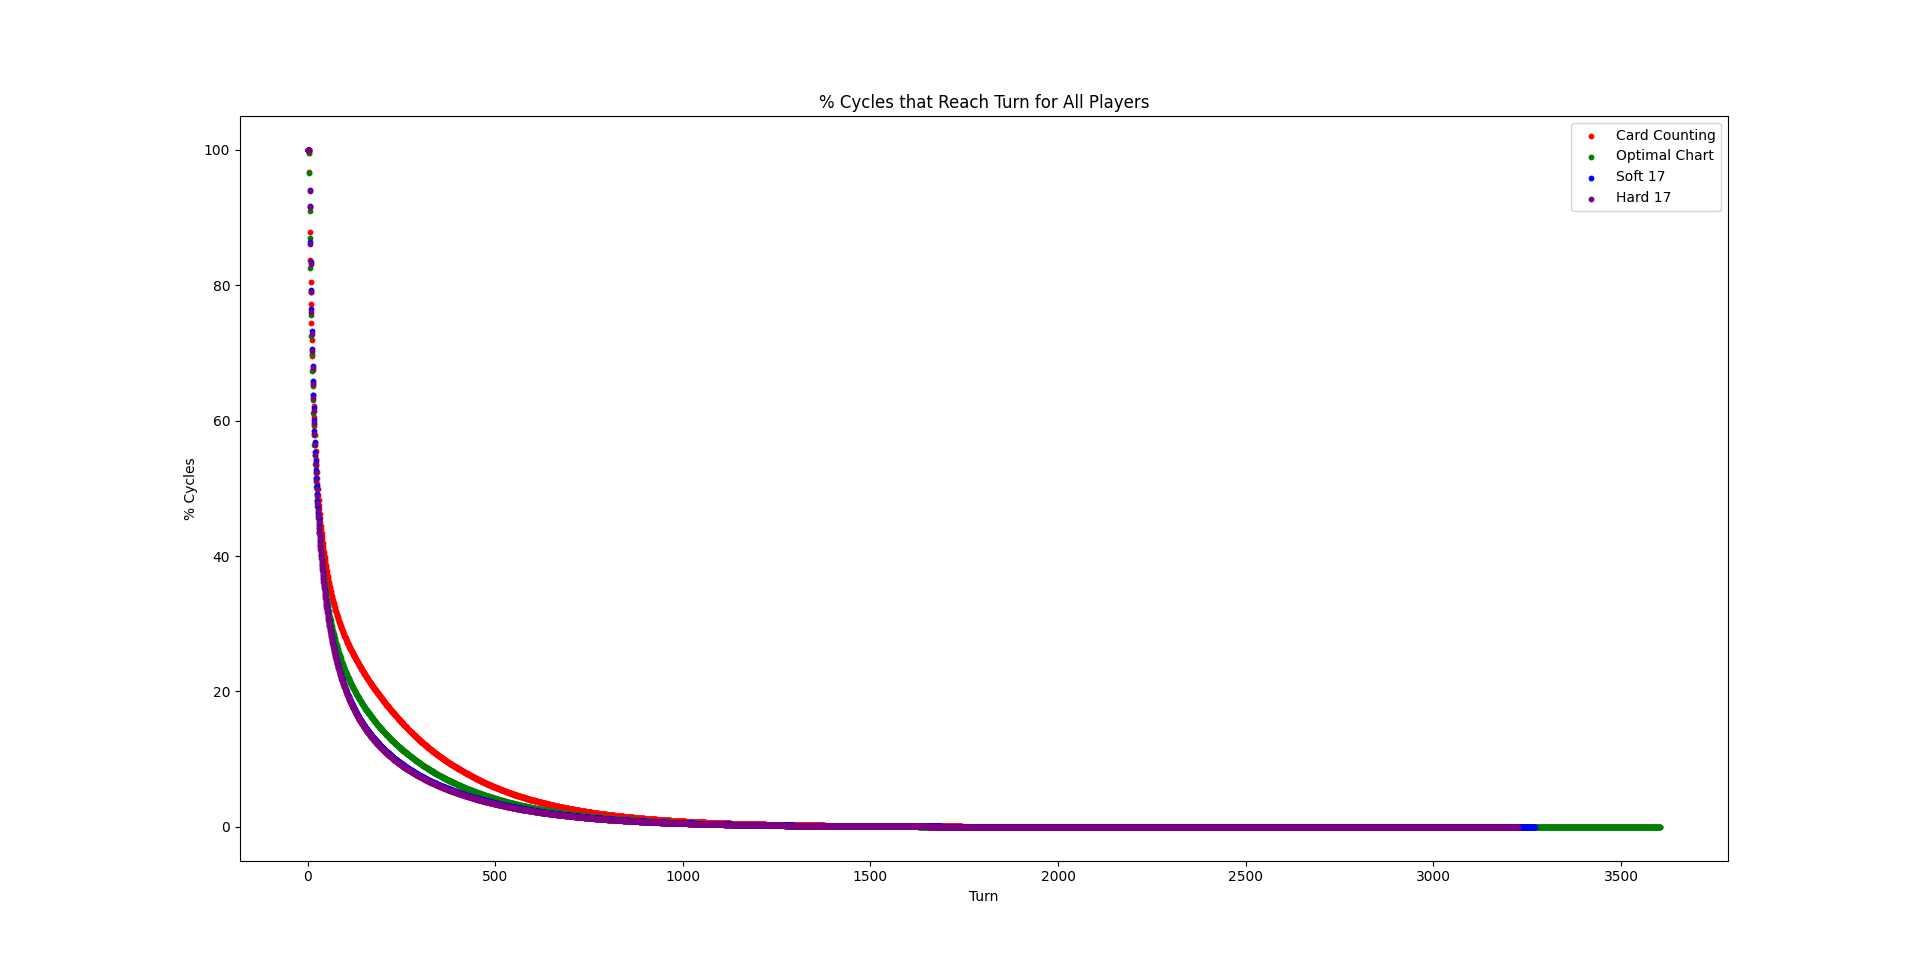 % Cycles that Reach Turn for All Players
Card Counting
Optimal Chart
Soft 17
Hard 17
% Cycles
100
80
60
40
20
0
0 500 1000 1500 2000 2500 3000 3500
Turn